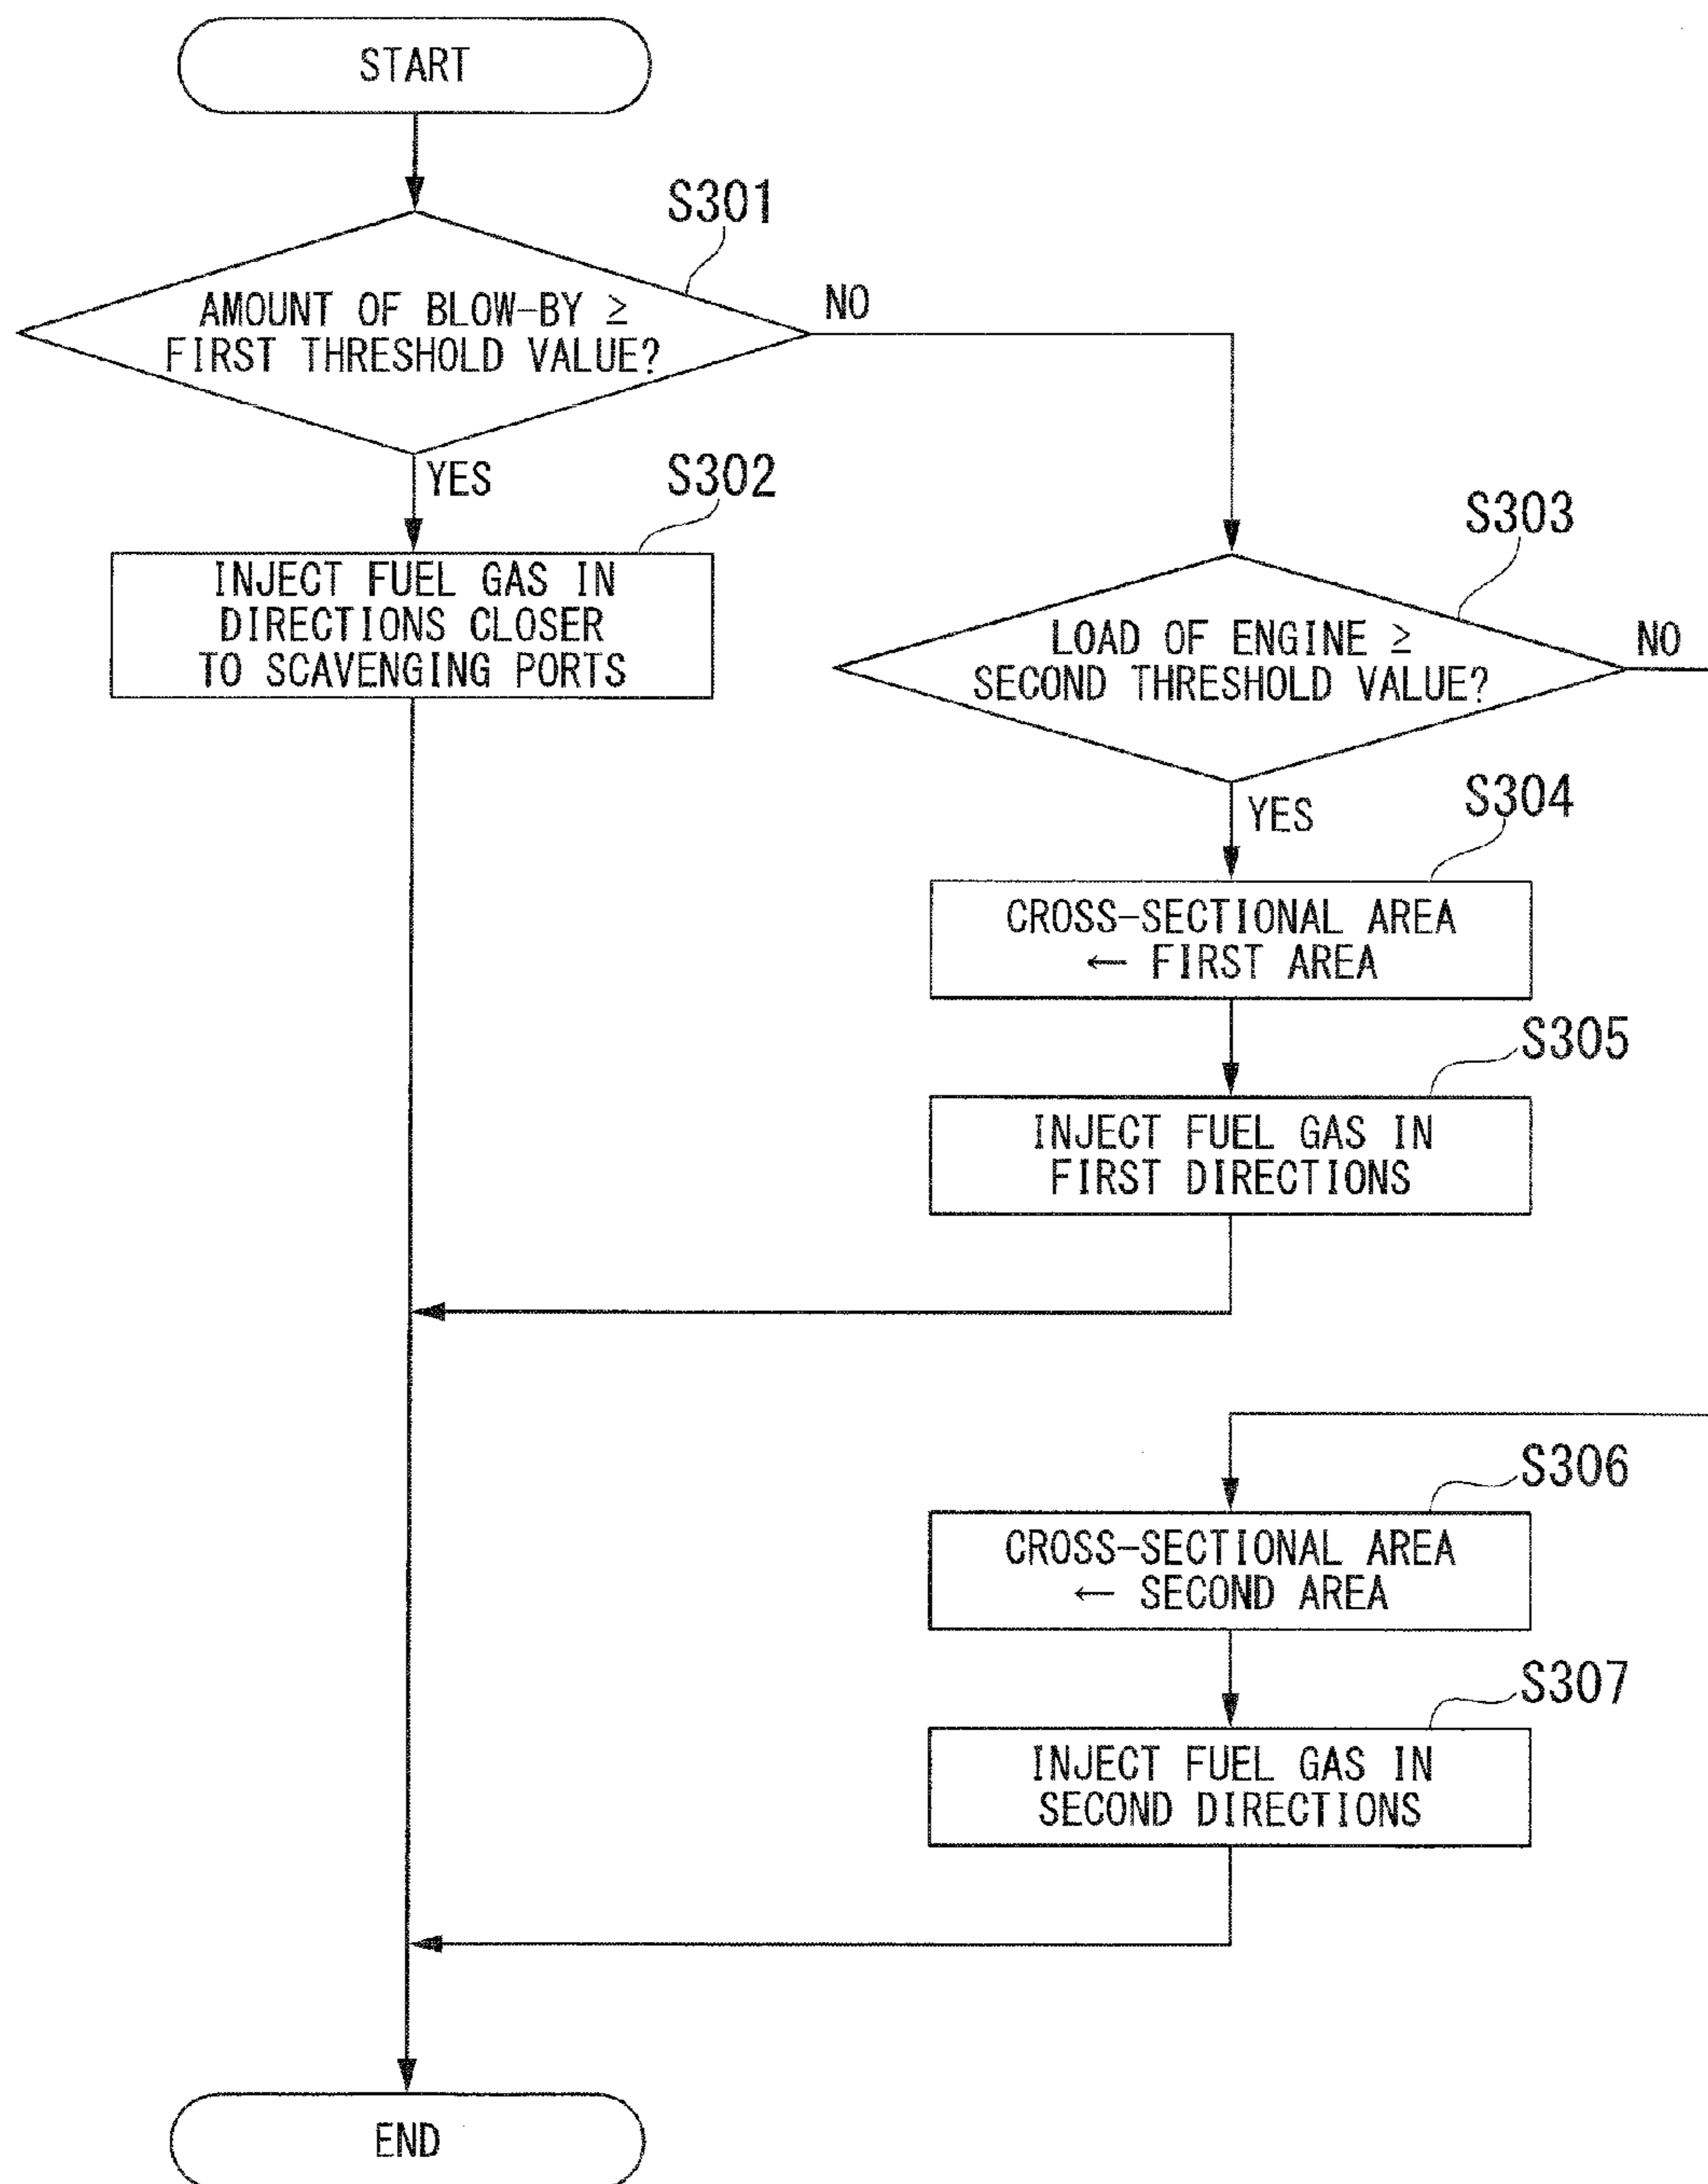 START
S301
AMOUNT OF BLOW-BY ≥
FIRST THRESHOLD VALUE?
NO
YES
S302
INJECT FUEL GAS IN
DIRECTIONS CLOSER
TO SCAVENGING PORTS
S303
LOAD OF ENGINE ≥
SECOND THRESHOLD VALUE?
NO
YES
S304
CROSS-SECTIONAL AREA
← FIRST AREA
S305
INJECT FUEL GAS IN
FIRST DIRECTIONS
S306
CROSS-SECTIONAL AREA
← SECOND AREA
S307
INJECT FUEL GAS IN
SECOND DIRECTIONS
END